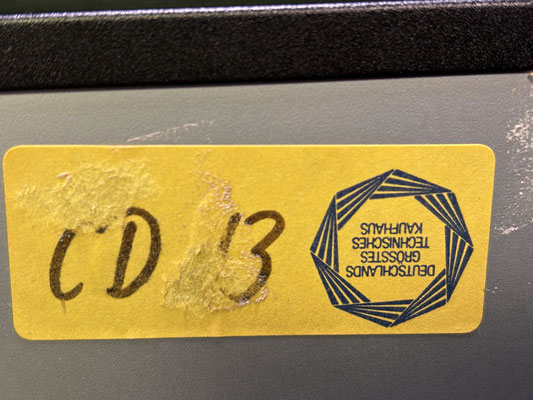 CD 13
DEUTSCHLANDS
GRÖSSTES
TECHNISCHES
KAUFHAUS